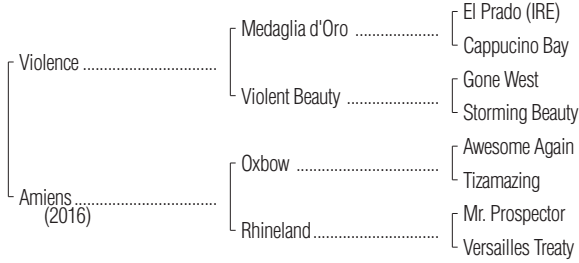 El Prado (IRE)
Medaglia d'Oro ....................
Cappucino Bay
Violence ................................
Gone West
Violent Beauty ......................
Storming Beauty
Awesome Again
Oxbow ..................................
Tizamazing
Amiens ..................................
(2016)
Mr. Prospector
Rhineland ..............................
Versailles Treaty